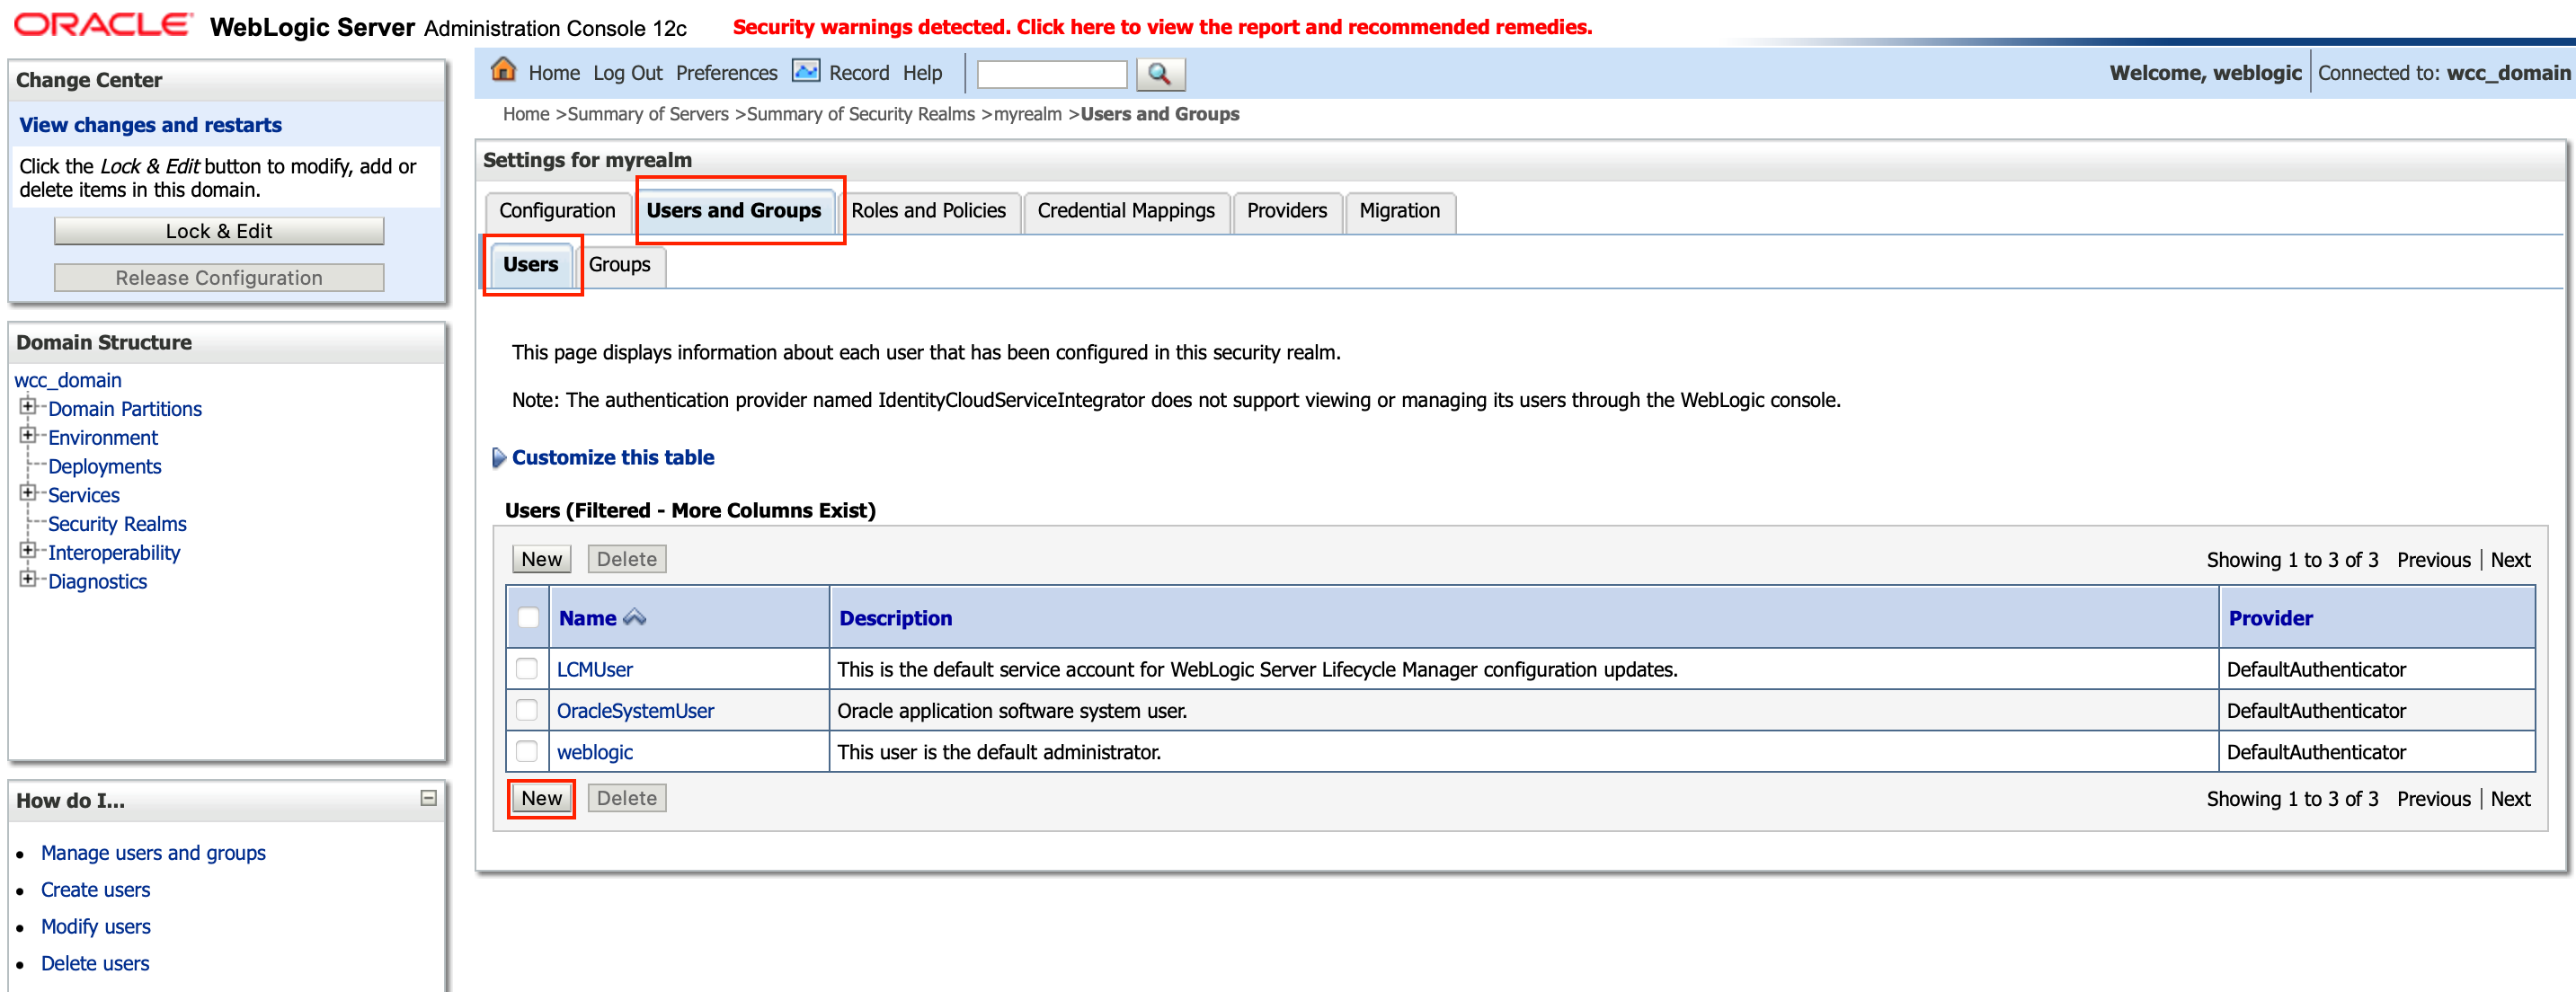 ORACLE WebLogic Server Administration Console 12c
Security warnings detected. Click here to view the report and recommended remedies.
Change Center
View changes and restarts
Click the Lock & Edit button to modify, add or
delete items in this domain.
Lock & Edit
Release Configuration
Domain Structure
wcc_domain
Domain Partitions
Environment
Deployments
Services
Security Realms
Interoperability
Diagnostics
How do I...
Manage users and groups
Create users
Modify users
Delete users
Home Log Out Preferences Record Help
Welcome, weblogic Connected to: wcc_domain
Home >Summary of Servers >Summary of Security Realms >myrealm >Users and Groups
Settings for myrealm
Configuration Users and Groups Roles and Policies Credential Mappings Providers Migration
Users Groups
This page displays information about each user that has been configured in this security realm.
Note: The authentication provider named IdentityCloudServiceIntegrator does not support viewing or managing its users through the WebLogic console.
Customize this table
Users (Filtered - More Columns Exist)
New Delete Showing 1 to 3 of 3 Previous | Next
Name Description Provider
LCMUser This is the default service account for WebLogic Server Lifecycle Manager configuration updates. DefaultAuthenticator
OracleSystemUser Oracle application software system user. DefaultAuthenticator
weblogic This user is the default administrator. DefaultAuthenticator
New Delete Showing 1 to 3 of 3 Previous | Next